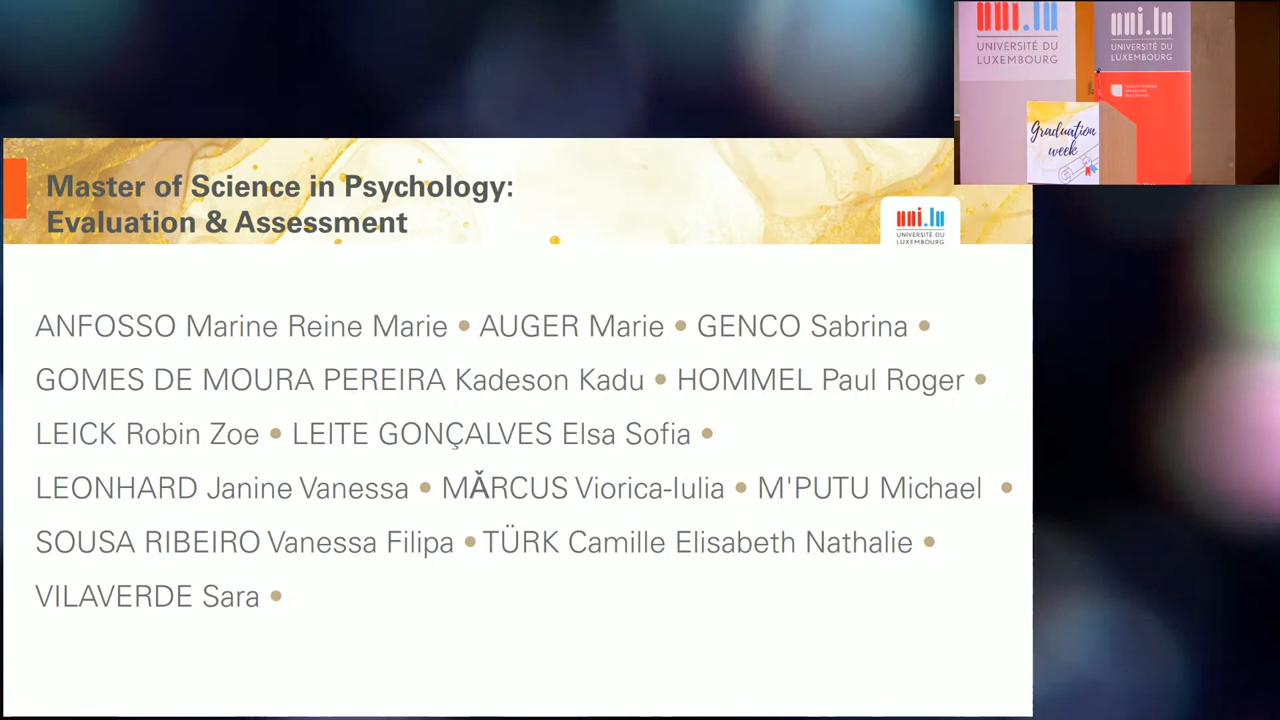 uni.lu
UNIVERSITÉ DU
LUXEMBOURG
uni.lu
UNIVERSITÉ DU
LUXEMBOURG
Graduation
week
Master of Science in Psychology:
Evaluation & Assessment
uni.lu
UNIVERSITÉ DU
LUXEMBOURG
ANFOSSO Marine Reine Marie • AUGER Marie • GENCO Sabrina •
GOMES DE MOURA PEREIRA Kadeson Kadu • HOMMEL Paul Roger •
LEICK Robin Zoe • LEITE GONÇALVES Elsa Sofia •
LEONHARD Janine Vanessa • MǍRCUS Viorica-Iulia • M'PUTU Michael •
SOUSA RIBEIRO Vanessa Filipa • TÜRK Camille Elisabeth Nathalie •
VILAVERDE Sara •